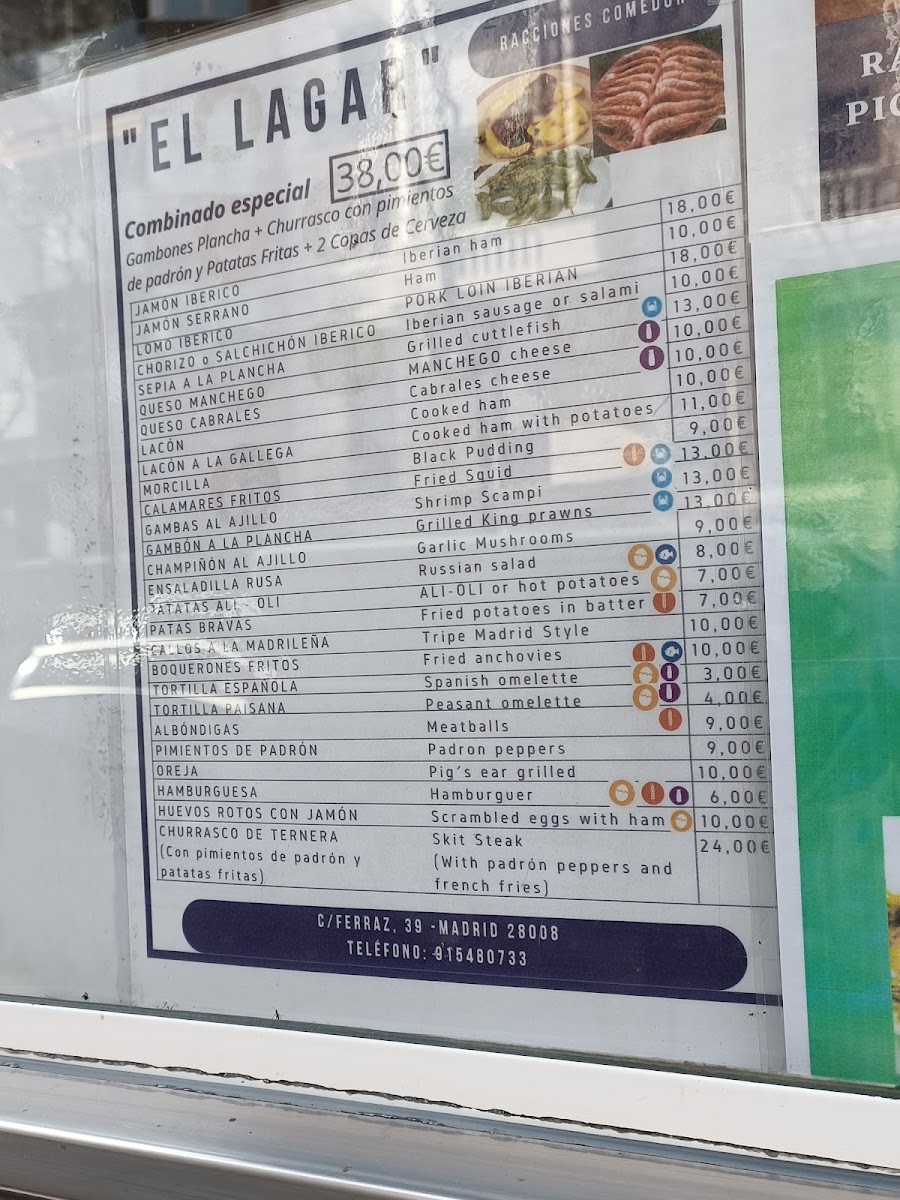 RACCIONES COMEDOR
"EL LAGAR"
Combinado especial 38,00€
Gambones Plancha + Churrasco con pimientos
de padrón y Patatas Fritas + 2 Copas de Cerveza
JAMÓN IBERICO Iberian ham 18,00€
JAMÓN SERRANO Ham 10,00€
LOMO IBERICO PORK LOIN IBERIAN 18,00€
CHORIZO o SALCHICHÓN IBERICO Iberian sausage or salami 10,00€
SEPIA A LA PLANCHA Grilled cuttlefish 13,00€
QUESO MANCHEGO MANCHEGO cheese 10,00€
QUESO CABRALES Cabrales cheese 10,00€
LACÓN Cooked ham 10,00€
LACÓN A LA GALLEGA Cooked ham with potatoes 11,00€
MORCILLA Black Pudding 9,00€
CALAMARES FRITOS Fried Squid 13,00€
GAMBAS AL AJILLO Shrimp Scampi 13,00€
GAMBÓN A LA PLANCHA Grilled King prawns 13,00€
CHAMPIÑÓN AL AJILLO Garlic Mushrooms 9,00€
ENSALADILLA RUSA Russian salad 8,00€
PATATAS ALI - OLI ALI-OLI or hot potatoes 7,00€
PATAS BRAVAS Fried potatoes in batter 7,00€
CALLOS A LA MADRILEÑA Tripe Madrid Style 10,00€
BOQUERONES FRITOS Fried anchovies 10,00€
TORTILLA ESPAÑOLA Spanish omelette 3,00€
TORTILLA PAISANA Peasant omelette 4,00€
ALBÓNDIGAS Meatballs 9,00€
PIMIENTOS DE PADRÓN Padron peppers 9,00€
OREJA Pig´s ear grilled 10,00€
HAMBURGUESA Hamburguer 6,00€
HUEVOS ROTOS CON JAMÓN Scrambled eggs with ham 10,00€
CHURRASCO DE TERNERA Skit Steak 24,00€
(Con pimientos de padrón y (With padrón peppers and
patatas fritas) french fries)
C/FERRAZ, 39 -MADRID 28008
TELÉFONO: 915480733